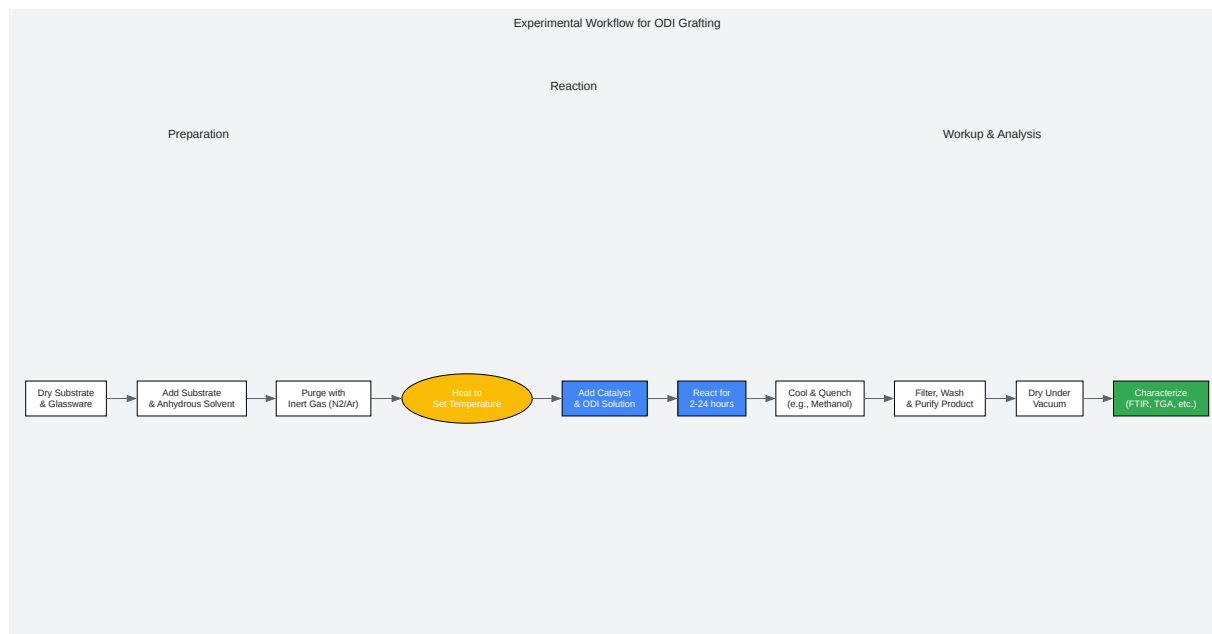 Experimental Workflow for ODI Grafting
Reaction
Preparation
Workup & Analysis
Dry Substrate
& Glassware
Add Substrate
& Anhydrous Solvent
Purge with
Inert Gas (N2/Ar)
Heat to
Set Temperature
Add Catalyst
& ODI Solution
React for
2-24 hours
Cool & Quench
(e.g., Methanol)
Filter, Wash
& Purify Product
Dry Under
Vacuum
Characterize
(FTIR, TGA, etc.)